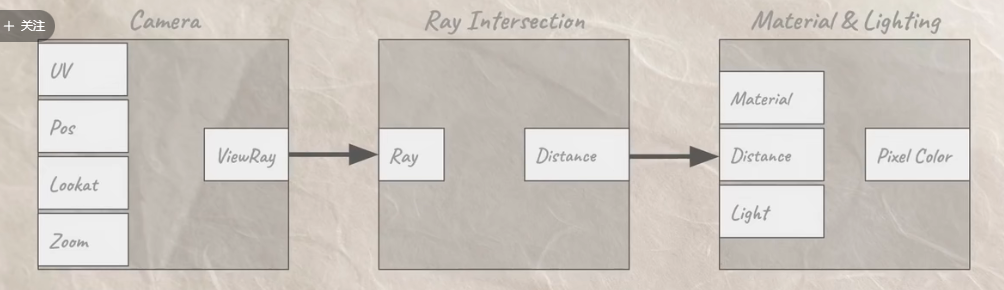 Camera
Ray Intersection
Material & Lighting
+ 关注
UV
Pos
Lookat
Zoom
ViewRay
Ray
Distance
Material
Distance
Light
Pixel Color